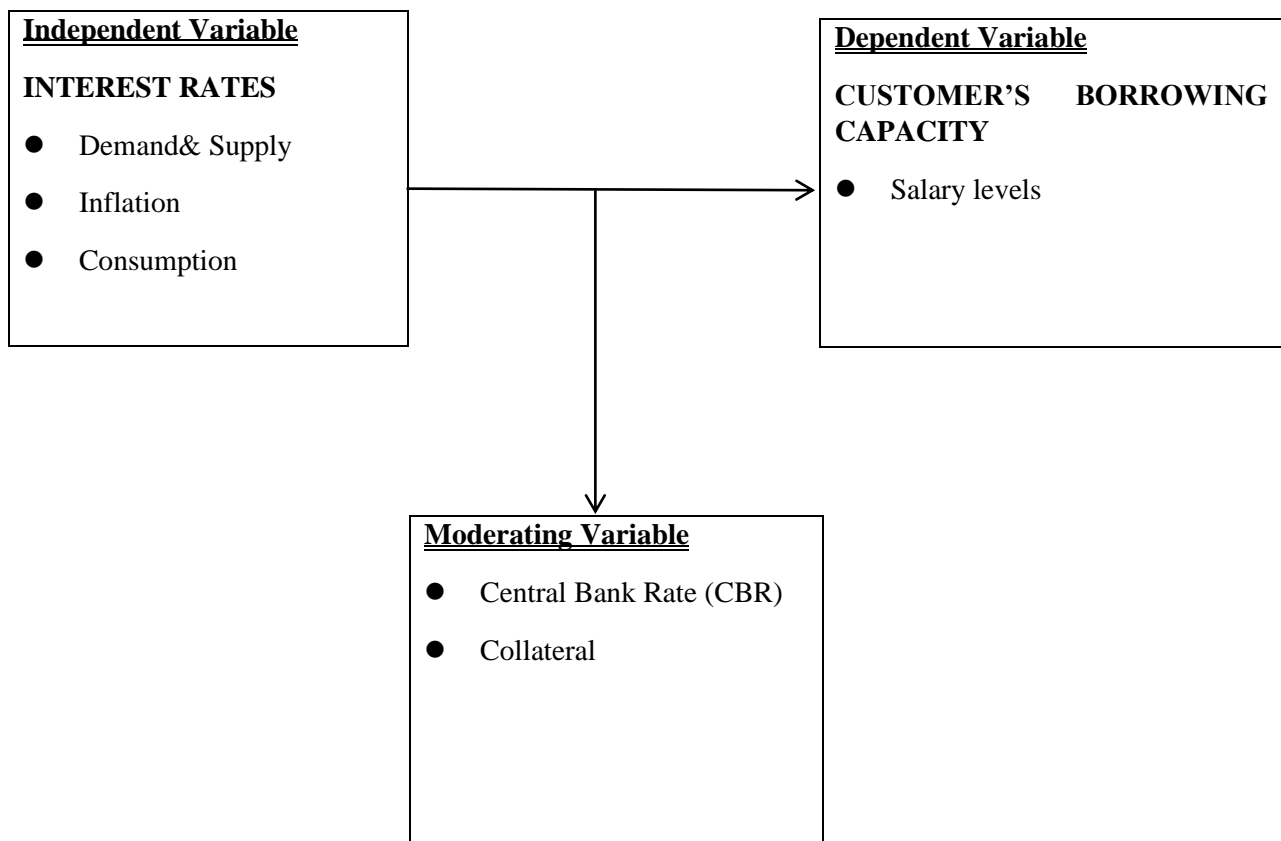 Independent Variable
INTEREST RATES
● Demand& Supply
● Inflation
● Consumption
Dependent Variable
CUSTOMER’S BORROWING
CAPACITY
● Salary levels
Moderating Variable
● Central Bank Rate (CBR)
● Collateral